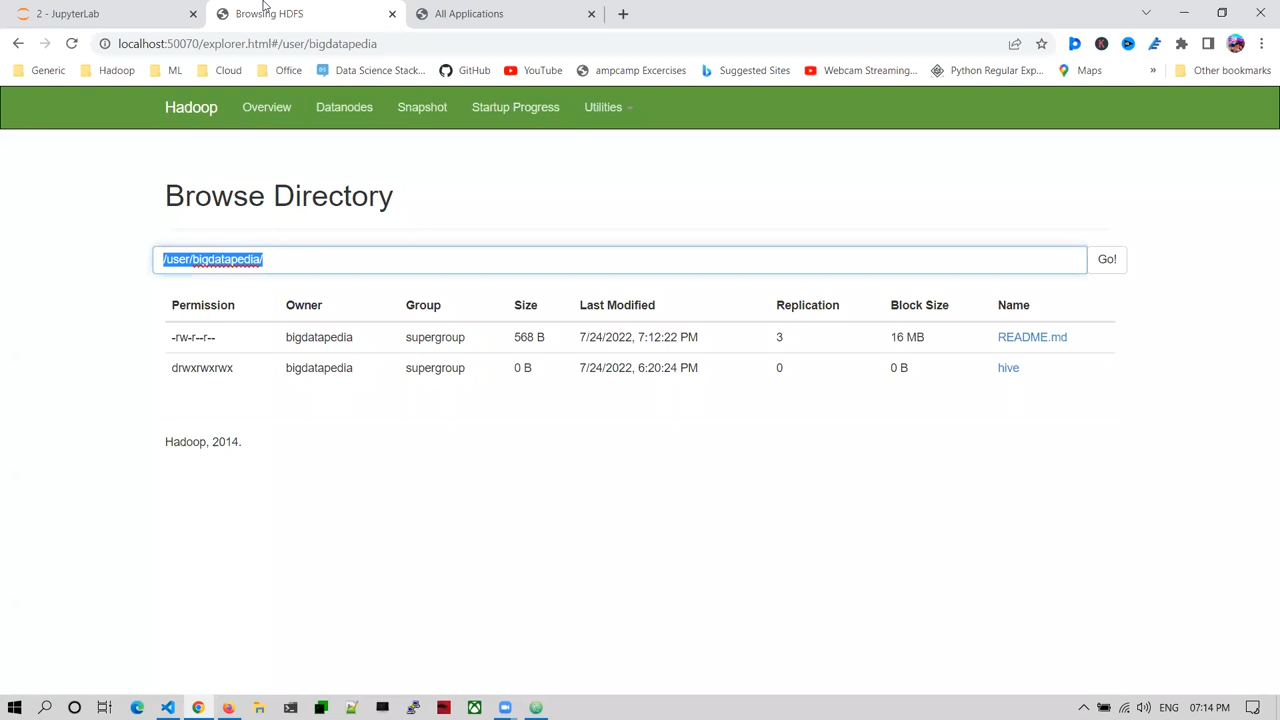 2 - JupyterLab
Browsing HDFS
All Applications
localhost:50070/explorer.html#/user/bigdatapedia
Generic
Hadoop
ML
Cloud
Office
Data Science Stack...
GitHub
YouTube
ampcamp Excercises
Suggested Sites
Webcam Streaming...
Python Regular Exp...
Maps
»
Other bookmarks
Hadoop Overview Datanodes Snapshot Startup Progress Utilities
Browse Directory
/user/bigdatapedia/ Go!
Permission Owner Group Size Last Modified Replication Block Size Name
-rw-r--r-- bigdatapedia supergroup 568 B 7/24/2022, 7:12:22 PM 3 16 MB README.md
drwxrwxrwx bigdatapedia supergroup 0 B 7/24/2022, 6:20:24 PM 0 0 B hive
Hadoop, 2014.
ENG 07:14 PM